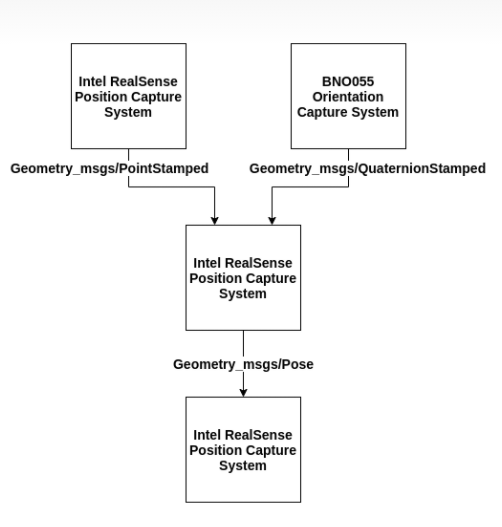 Intel RealSense
Position Capture
System
BNO055
Orientation
Capture System
Geometry_msgs/PointStamped
Geometry_msgs/QuaternionStamped
Intel RealSense
Position Capture
System
Geometry_msgs/Pose
Intel RealSense
Position Capture
System